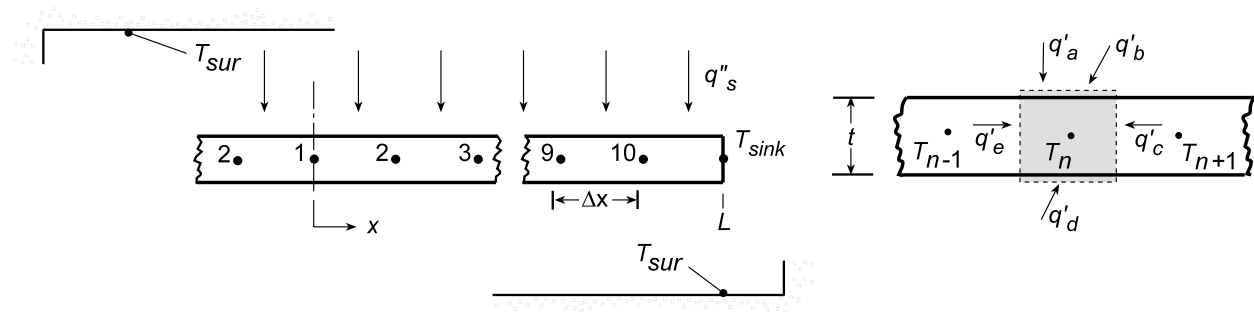 T_sur
q"_s
2 1 2 3 9 10 T_sink
Δx
x L
T_sur
q'_a q'_b
t
T_n-1 q'_e T_n q'_c T_n+1
q'_d